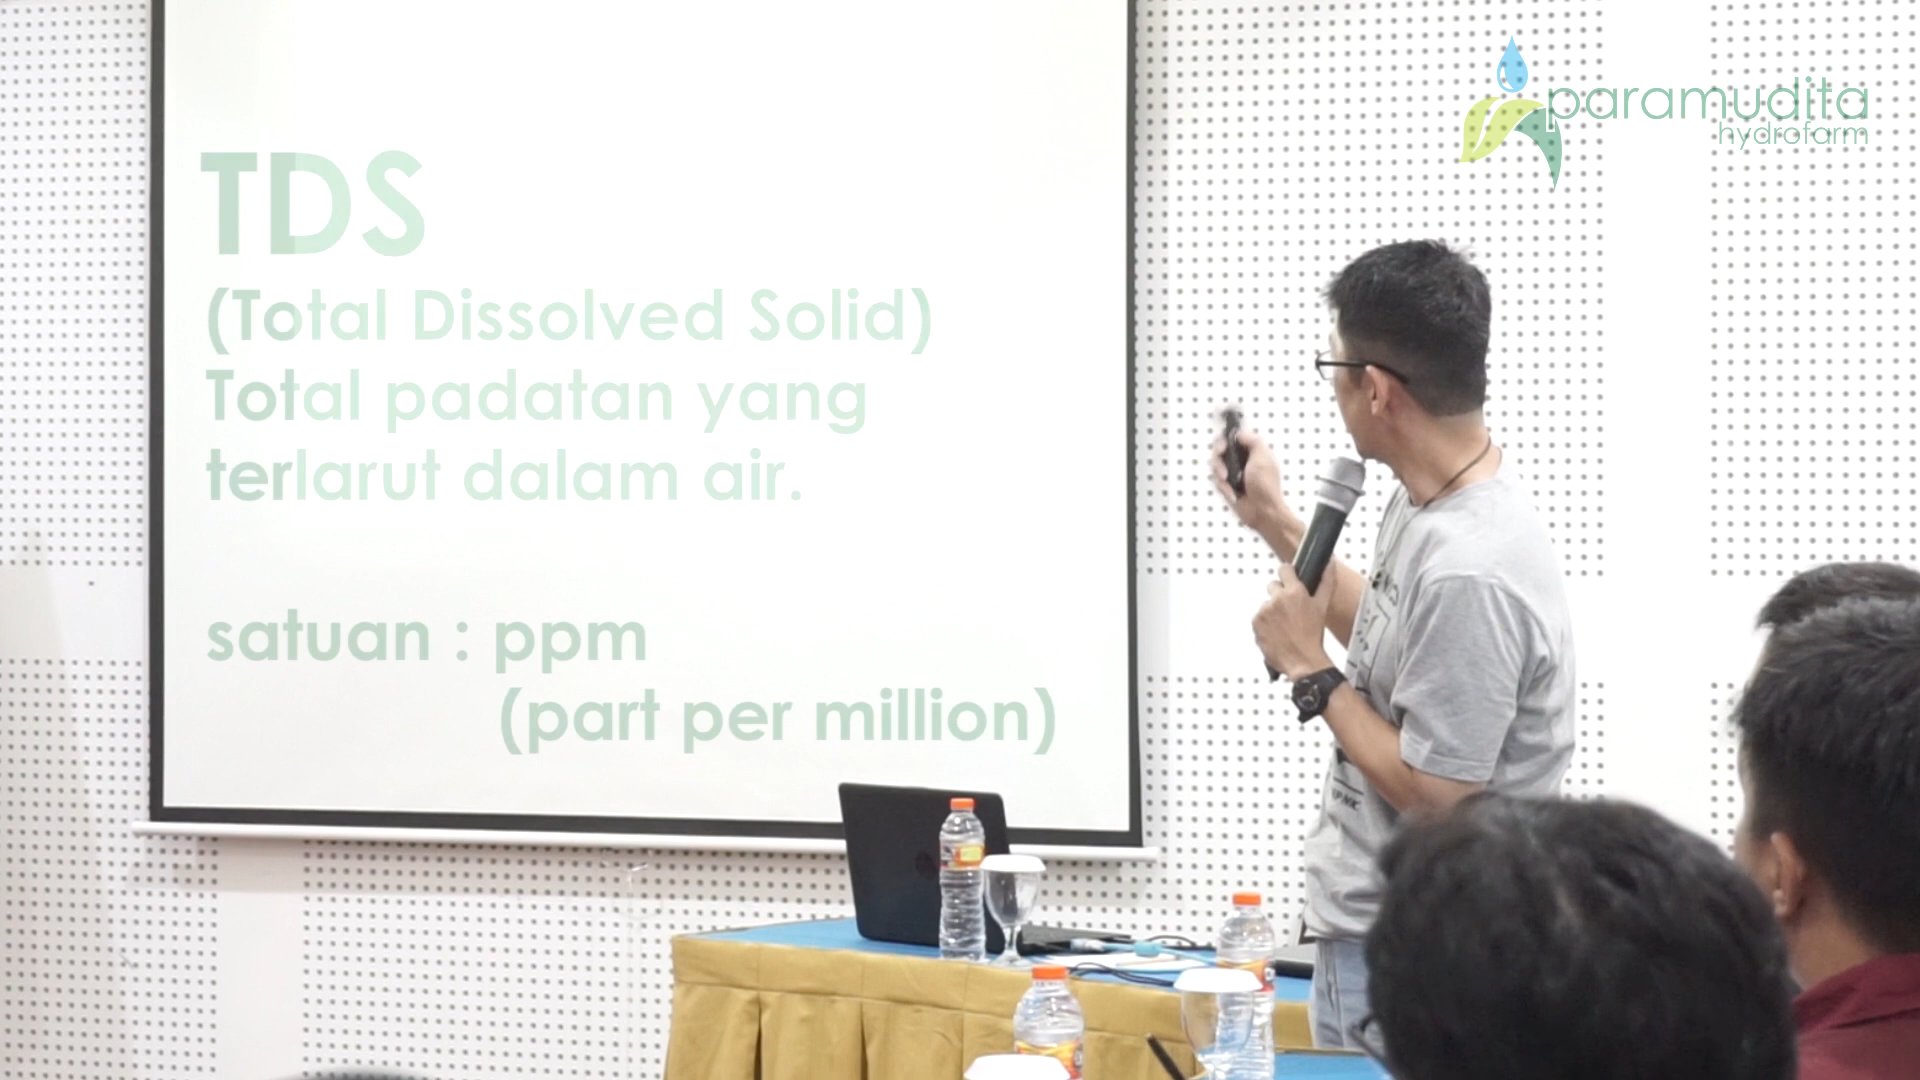 TDS
(Total Dissolved Solid)
Total padatan yang
terlarut dalam air.
satuan : ppm
(part per million)
paramudita
hydrofarm